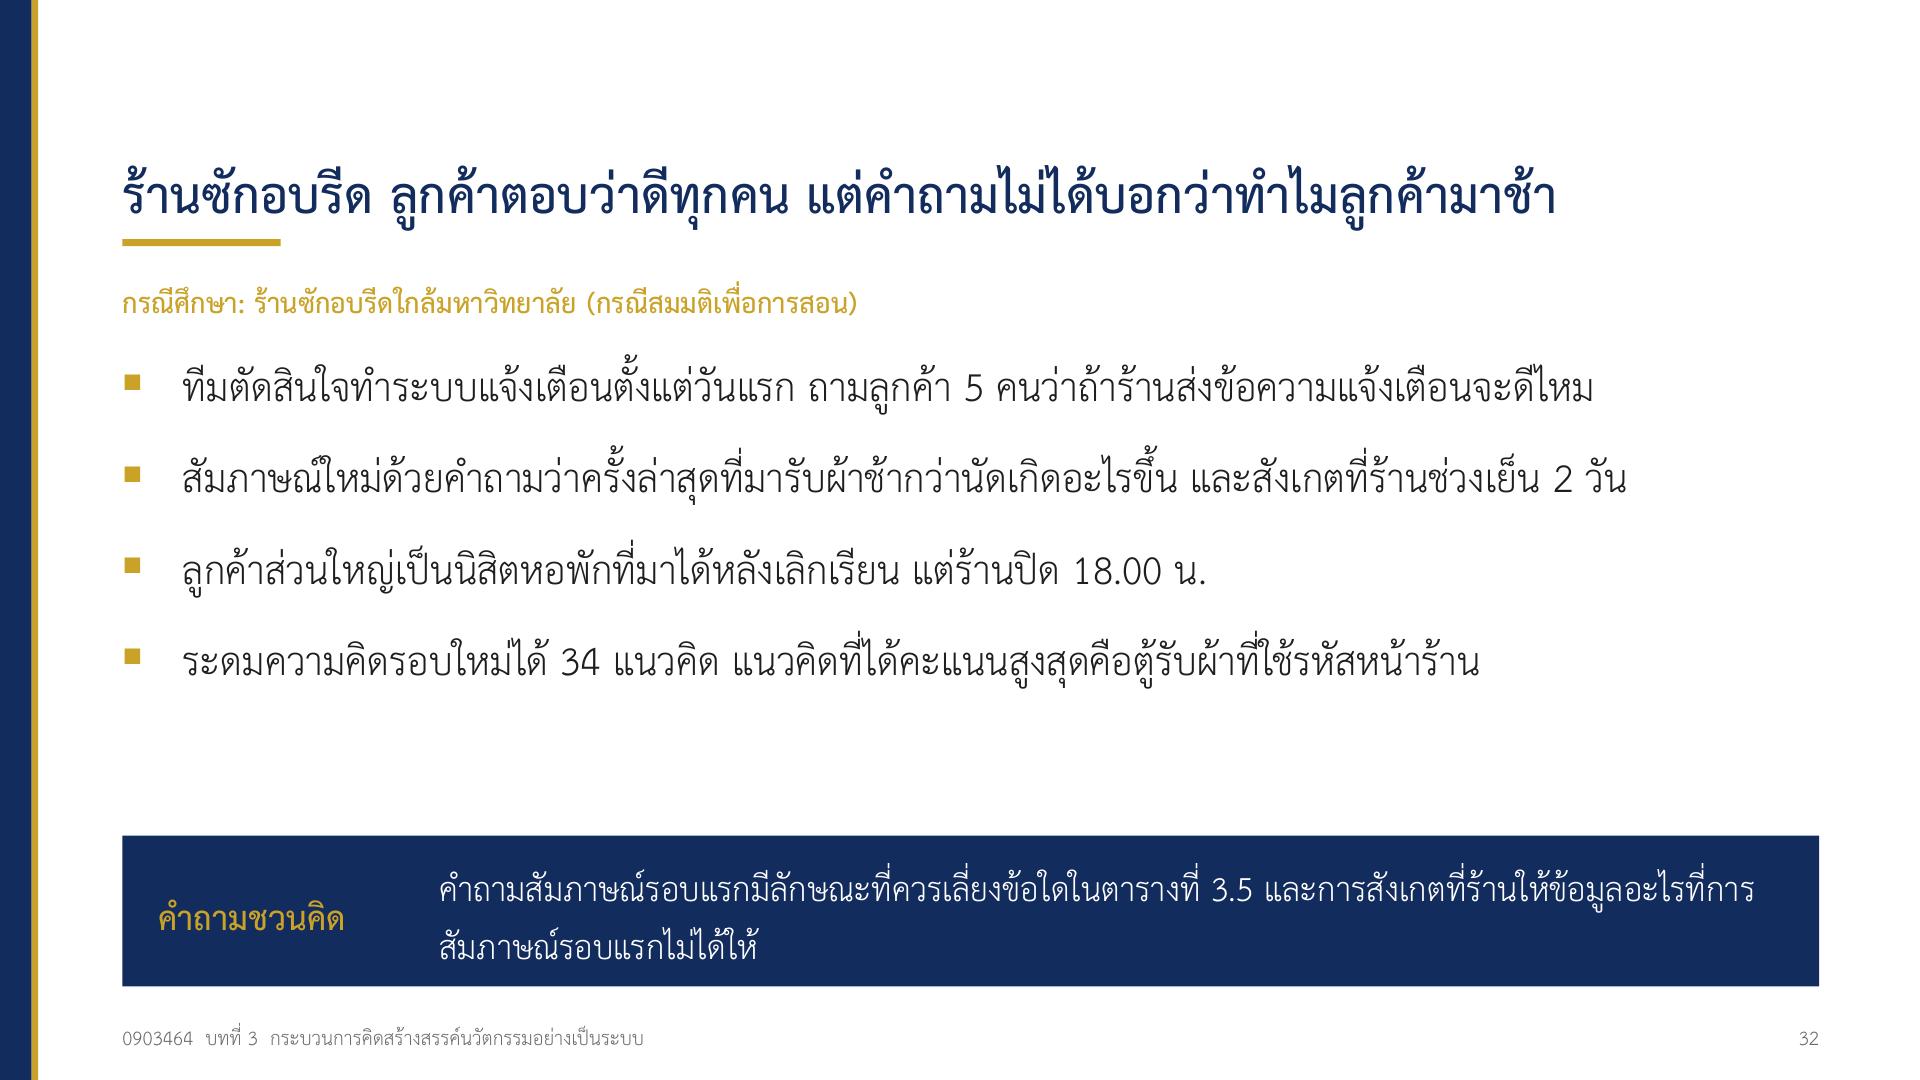 ร้านซักอบรีด ลูกค้าตอบว่าดีทุกคน แต่คำถามไม่ได้บอกว่าทำไมลูกค้ามาช้า
กรณีศึกษา: ร้านซักอบรีดใกล้มหาวิทยาลัย (กรณีสมมติเพื่อการสอน)
ทีมตัดสินใจทำระบบแจ้งเตือนตั้งแต่วันแรก ถามลูกค้า 5 คนว่าถ้าร้านส่งข้อความแจ้งเตือนจะดีไหม
สัมภาษณ์ใหม่ด้วยคำถามว่าครั้งล่าสุดที่มารับผ้าช้ากว่านัดเกิดอะไรขึ้น และสังเกตที่ร้านช่วงเย็น 2 วัน
ลูกค้าส่วนใหญ่เป็นนิสิตหอพักที่มาได้หลังเลิกเรียน แต่ร้านปิด 18.00 น.
ระดมความคิดรอบใหม่ได้ 34 แนวคิด แนวคิดที่ได้คะแนนสูงสุดคือตู้รับผ้าที่ใช้รหัสหน้าร้าน
คำถามชวนคิด
คำถามสัมภาษณ์รอบแรกมีลักษณะที่ควรเลี่ยงข้อใดในตารางที่ 3.5 และการสังเกตที่ร้านให้ข้อมูลอะไรที่การ
สัมภาษณ์รอบแรกไม่ได้ให้
0903464 บทที่ 3 กระบวนการคิดสร้างสรรค์นวัตกรรมอย่างเป็นระบบ
32